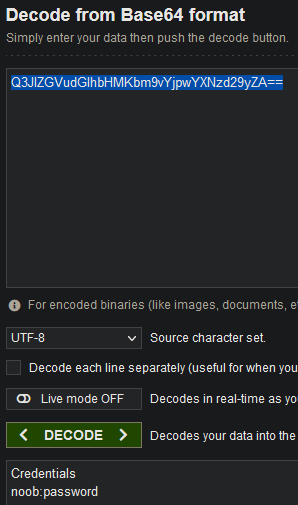 Decode from Base64 format
Simply enter your data then push the decode button.
Q3JlZGVudGlhbHMKbm9vYjpwYXNzd29yZA==
For encoded binaries (like images, documents, et
UTF-8
Source character set.
Decode each line separately (useful for when you
Live mode OFF
Decodes in real-time as yo
< DECODE >
Decodes your data into the
Credentials
noob:password